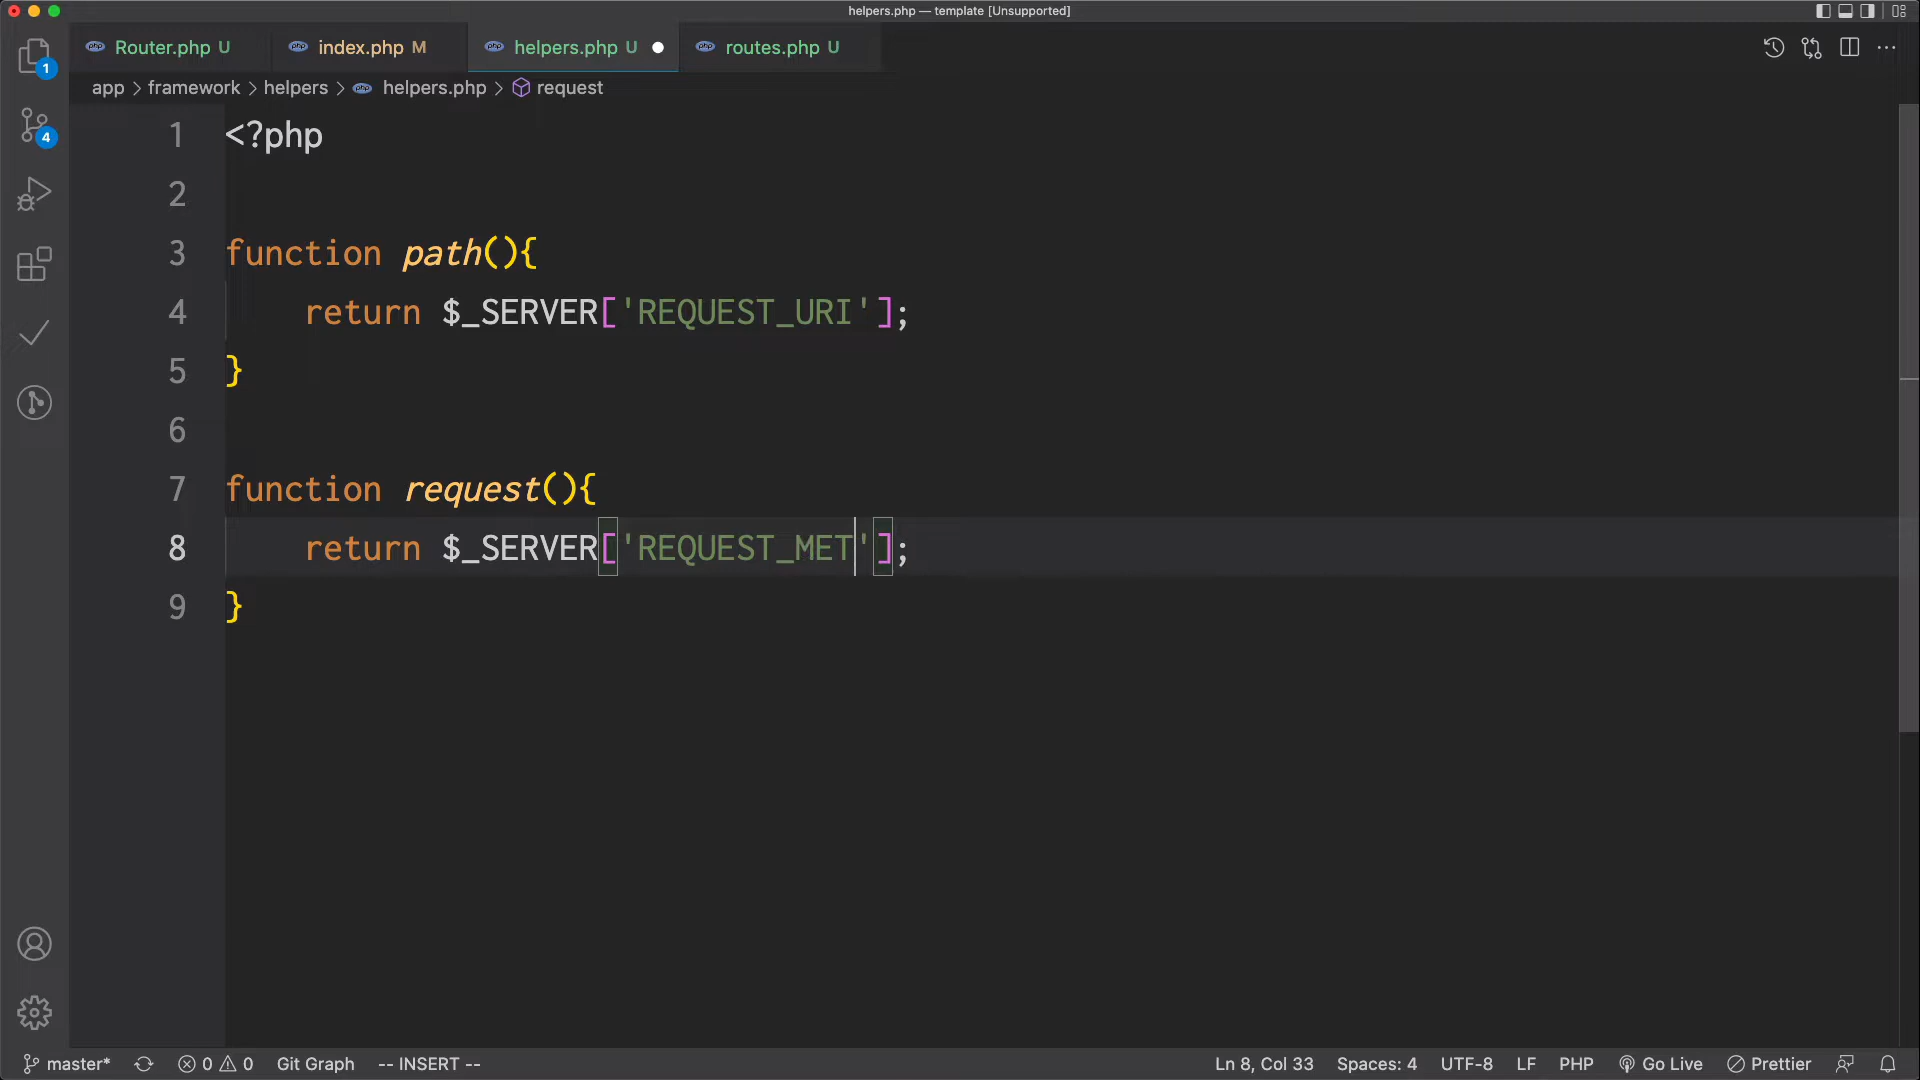 helpers.php — template [Unsupported]
Router.php U
index.php M
helpers.php U
routes.php U
app > framework > helpers > helpers.php > request
1
4
1 <?php
2
3 function path(){
4 return $_SERVER['REQUEST_URI'];
5 }
6
7 function request(){
8 return $_SERVER['REQUEST_MET'];
9 }
master* 0 0 Git Graph -- INSERT -- Ln 8, Col 33 Spaces: 4 UTF-8 LF PHP Go Live Prettier